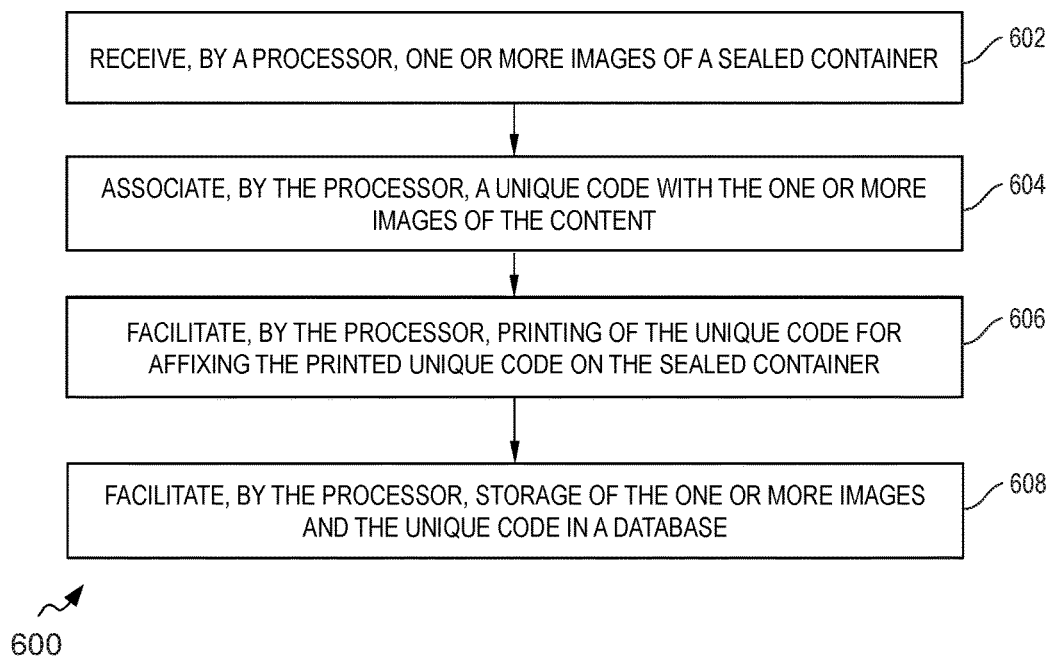 RECEIVE, BY A PROCESSOR, ONE OR MORE IMAGES OF A SEALED CONTAINER
602
ASSOCIATE, BY THE PROCESSOR, A UNIQUE CODE WITH THE ONE OR MORE
IMAGES OF THE CONTENT
604
FACILITATE, BY THE PROCESSOR, PRINTING OF THE UNIQUE CODE FOR
AFFIXING THE PRINTED UNIQUE CODE ON THE SEALED CONTAINER
606
FACILITATE, BY THE PROCESSOR, STORAGE OF THE ONE OR MORE IMAGES
AND THE UNIQUE CODE IN A DATABASE
608
600